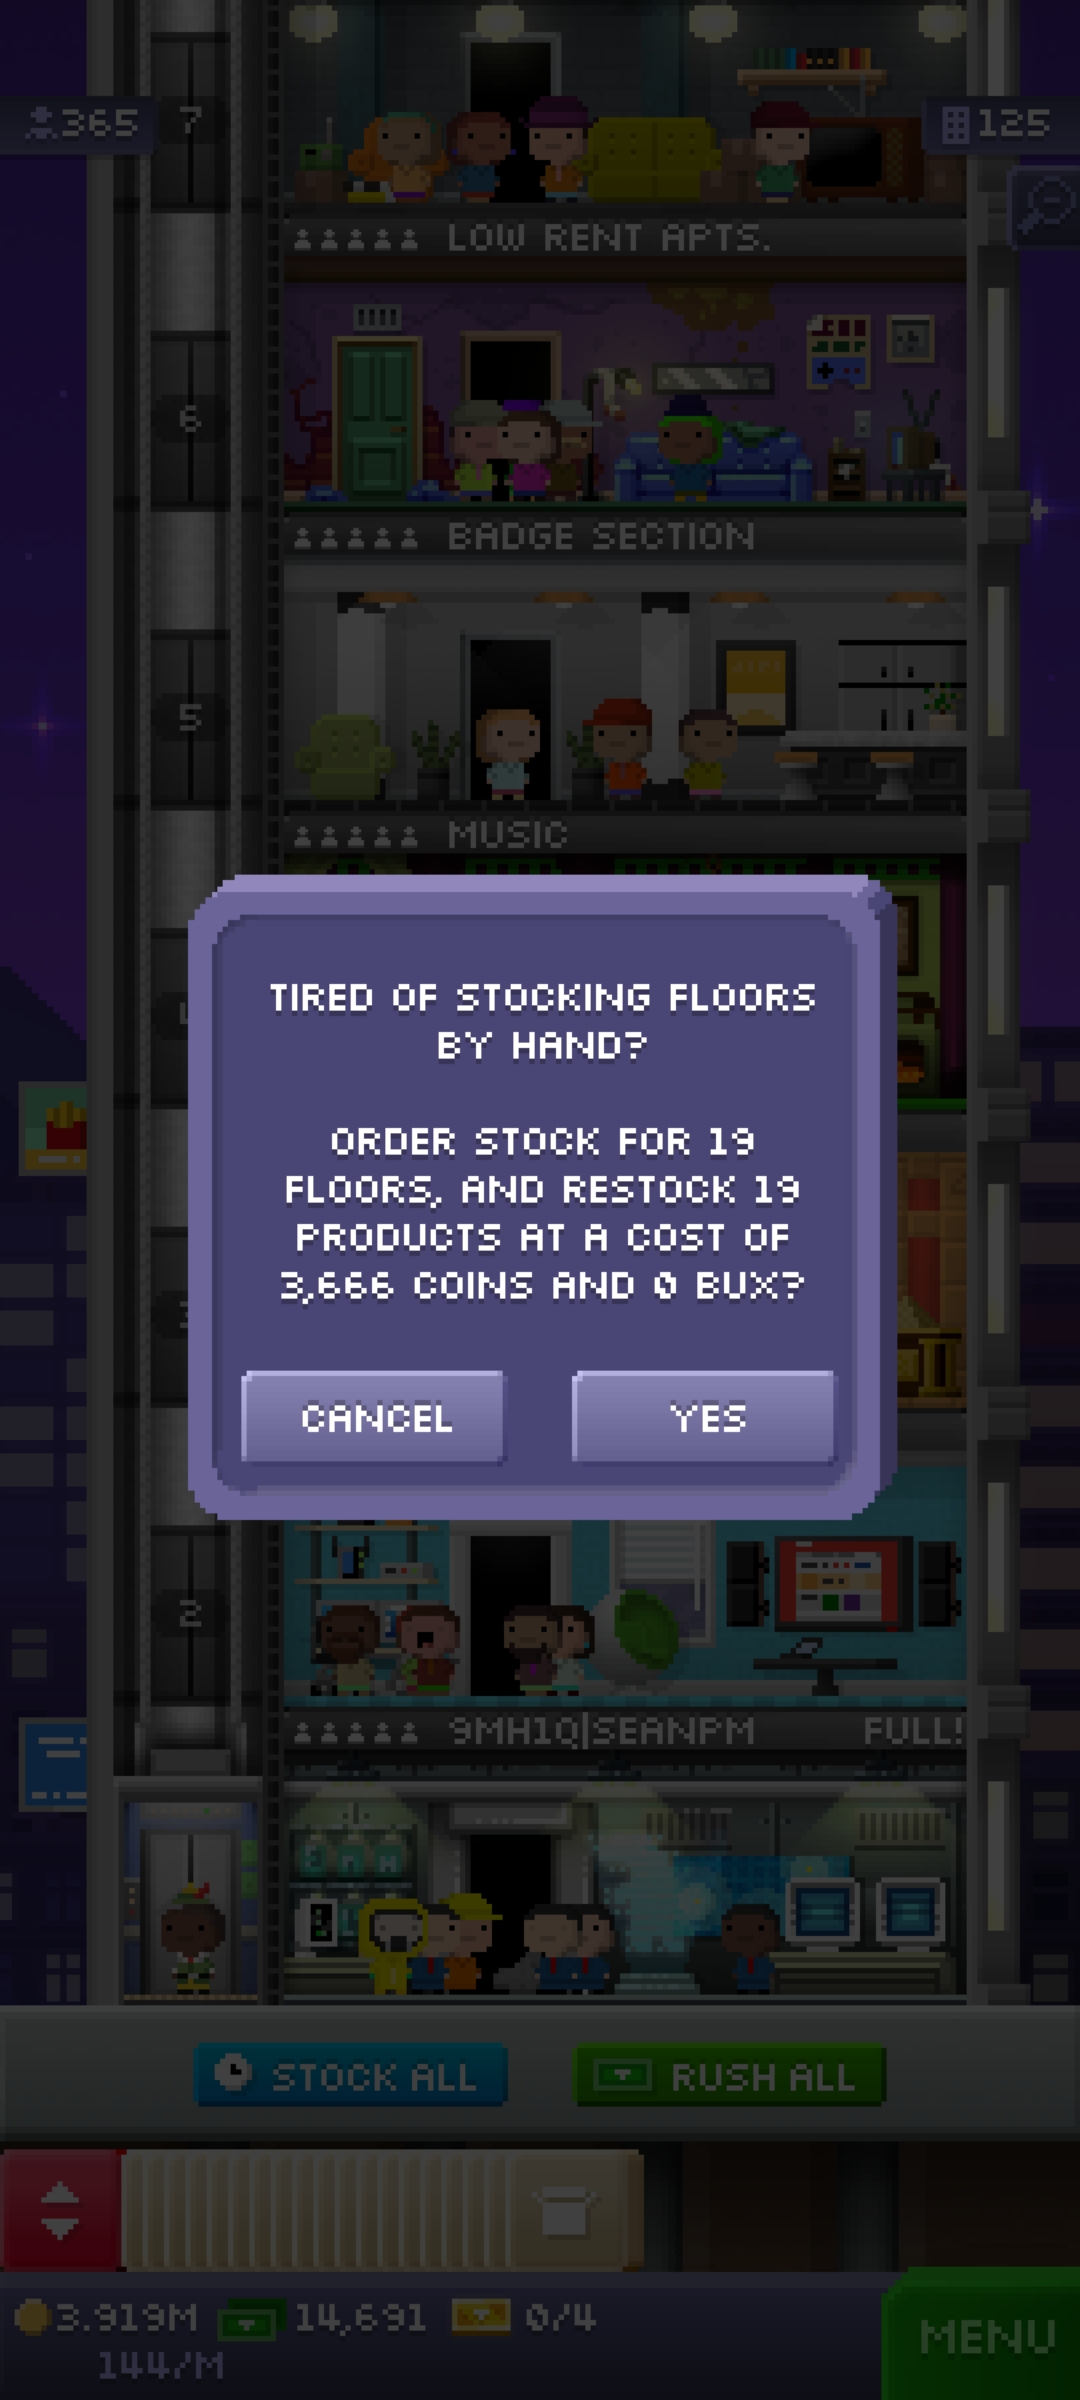 365
7
125
LOW RENT APTS.
6
BADGE SECTION
5
MUSIC
TIRED OF STOCKING FLOORS
BY HAND?
ORDER STOCK FOR 19
FLOORS, AND RESTOCK 19
PRODUCTS AT A COST OF
3,666 COINS AND 0 BUX?
CANCEL
YES
2
9MH1Q|SEANPM
FULL!
STOCK ALL
RUSH ALL
3.919M
14,691
0/4
144/M
MENU